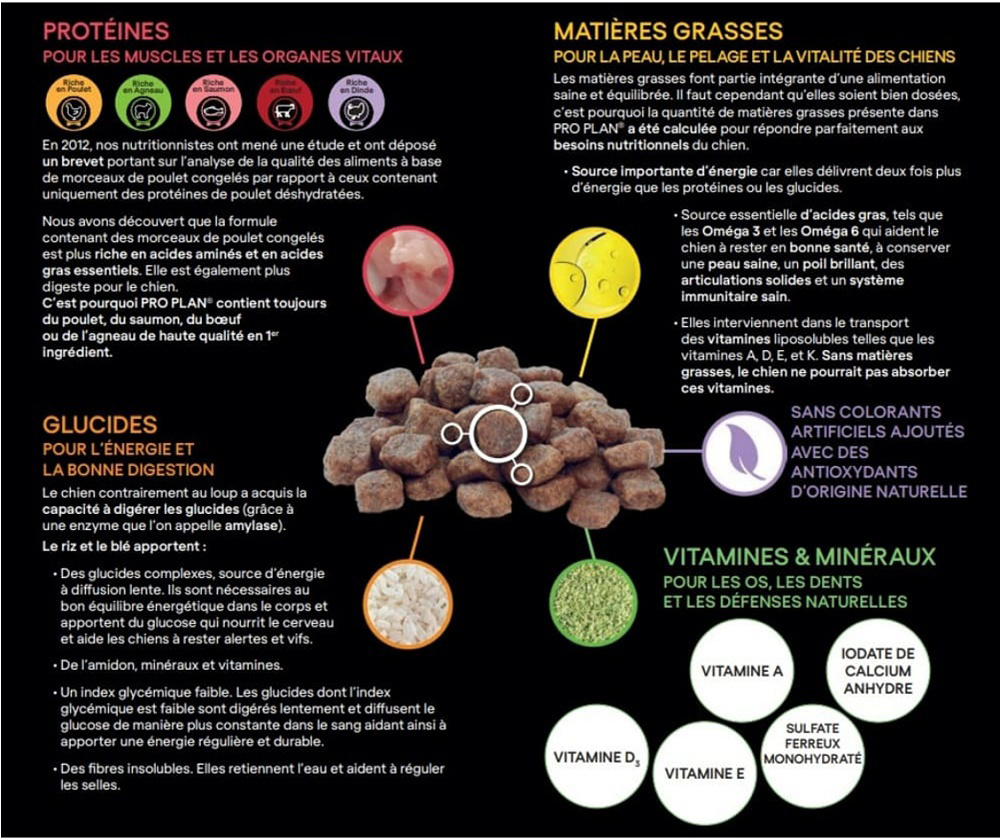 PROTÉINES
POUR LES MUSCLES ET LES ORGANES VITAUX
Riche
en Poulet
Riche
en Agneau
Riche
en Saumon
Riche
en Bœuf
Riche
en Dinde
En 2012, nos nutritionnistes ont mené une étude et ont déposé
un brevet portant sur l'analyse de la qualité des aliments à base
de morceaux de poulet congelés par rapport à ceux contenant
uniquement des protéines de poulet déshydratées.
Nous avons découvert que la formule
contenant des morceaux de poulet congelés
est plus riche en acides aminés et en acides
gras essentiels. Elle est également plus
digeste pour le chien.
C'est pourquoi PRO PLAN® contient toujours
du poulet, du saumon, du bœuf
ou de l'agneau de haute qualité en 1er
ingrédient.
MATIÈRES GRASSES
POUR LA PEAU, LE PELAGE ET LA VITALITÉ DES CHIENS
Les matières grasses font partie intégrante d'une alimentation
saine et équilibrée. Il faut cependant qu'elles soient bien dosées,
c'est pourquoi la quantité de matières grasses présente dans
PRO PLAN® a été calculée pour répondre parfaitement aux
besoins nutritionnels du chien.
• Source importante d'énergie car elles délivrent deux fois plus
d'énergie que les protéines ou les glucides.
• Source essentielle d'acides gras, tels que
les Oméga 3 et les Oméga 6 qui aident le
chien à rester en bonne santé, à conserver
une peau saine, un poil brillant, des
articulations solides et un système
immunitaire sain.
• Elles interviennent dans le transport
des vitamines liposolubles telles que les
vitamines A, D, E, et K. Sans matières
grasses, le chien ne pourrait pas absorber
ces vitamines.
GLUCIDES
POUR L'ÉNERGIE ET
LA BONNE DIGESTION
Le chien contrairement au loup a acquis la
capacité à digérer les glucides (grâce à
une enzyme que l'on appelle amylase).
Le riz et le blé apportent :
• Des glucides complexes, source d'énergie
à diffusion lente. Ils sont nécessaires au
bon équilibre énergétique dans le corps et
apportent du glucose qui nourrit le cerveau
et aide les chiens à rester alertes et vifs.
• De l'amidon, minéraux et vitamines.
• Un index glycémique faible. Les glucides dont l'index
glycémique est faible sont digérés lentement et diffusent le
glucose de manière plus constante dans le sang aidant ainsi à
apporter une énergie régulière et durable.
• Des fibres insolubles. Elles retiennent l'eau et aident à réguler
les selles.
SANS COLORANTS
ARTIFICIELS AJOUTÉS
AVEC DES
ANTIOXYDANTS
D'ORIGINE NATURELLE
VITAMINES & MINÉRAUX
POUR LES OS, LES DENTS
ET LES DÉFENSES NATURELLES
VITAMINE A
IODATE DE
CALCIUM
ANHYDRE
VITAMINE D3
VITAMINE E
SULFATE
FERREUX
MONOHYDRATÉ